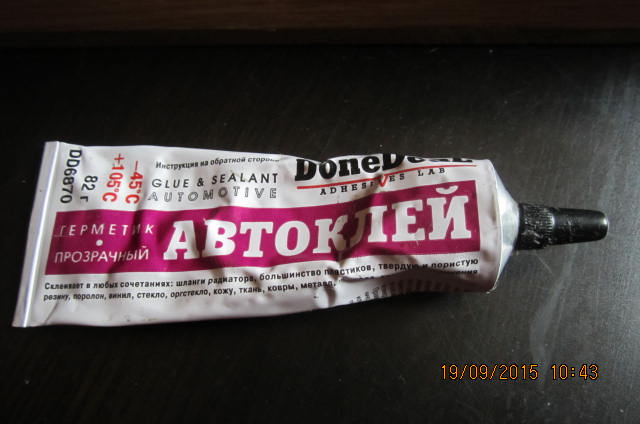 DD6870
82 г
-45°C
+105°C
Инструкция на обратной стороне
GLUE & SEALANT
AUTOMOTIVE
DoneDeaL
ADHESIVES LAB
ГЕРМЕТИК
•
ПРОЗРАЧНЫЙ
АВТОКЛЕЙ
Склеивает в любых сочетаниях: шланги радиатора, большинство пластиков, твердую и пористую
резину, поролон, винил, стекло, оргстекло, кожу, ткань, ковры, металл,
19/09/2015 10:43